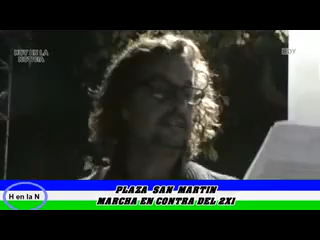 HOY EN LA
NOTICIA
HOY
H en la N
PLAZA SAN MARTIN
MARCHA EN CONTRA DEL 2X1